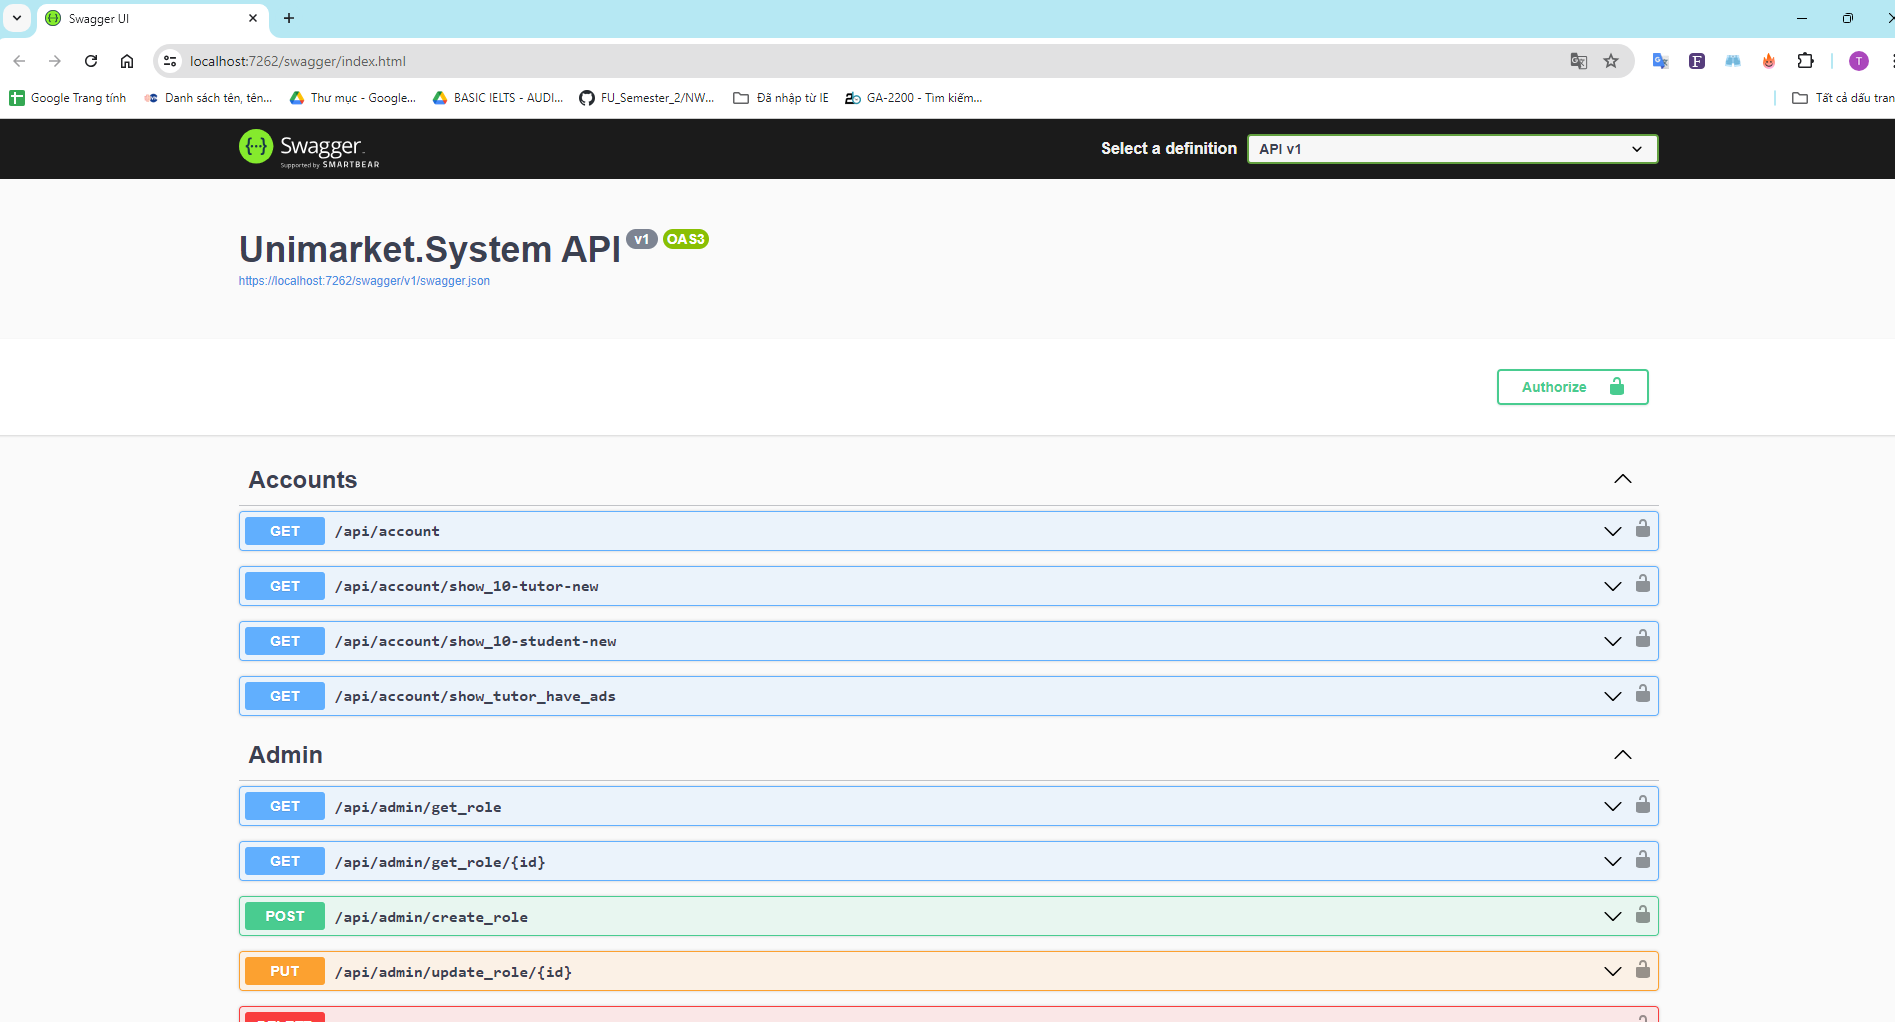 Swagger UI
localhost:7262/swagger/index.html
T
Google Trang tính
Danh sách tên, tên...
Thư mục - Google...
BASIC IELTS - AUDI...
FU_Semester_2/NW...
Đã nhập từ IE
GA-2200 - Tìm kiếm...
Tất cả dấu tran
Swagger.
Supported by SMARTBEAR
Select a definition
API v1
Unimarket.System API v1 OAS3
https://localhost:7262/swagger/v1/swagger.json
Authorize
Accounts
GET /api/account
GET /api/account/show_10-tutor-new
GET /api/account/show_10-student-new
GET /api/account/show_tutor_have_ads
Admin
GET /api/admin/get_role
GET /api/admin/get_role/{id}
POST /api/admin/create_role
PUT /api/admin/update_role/{id}